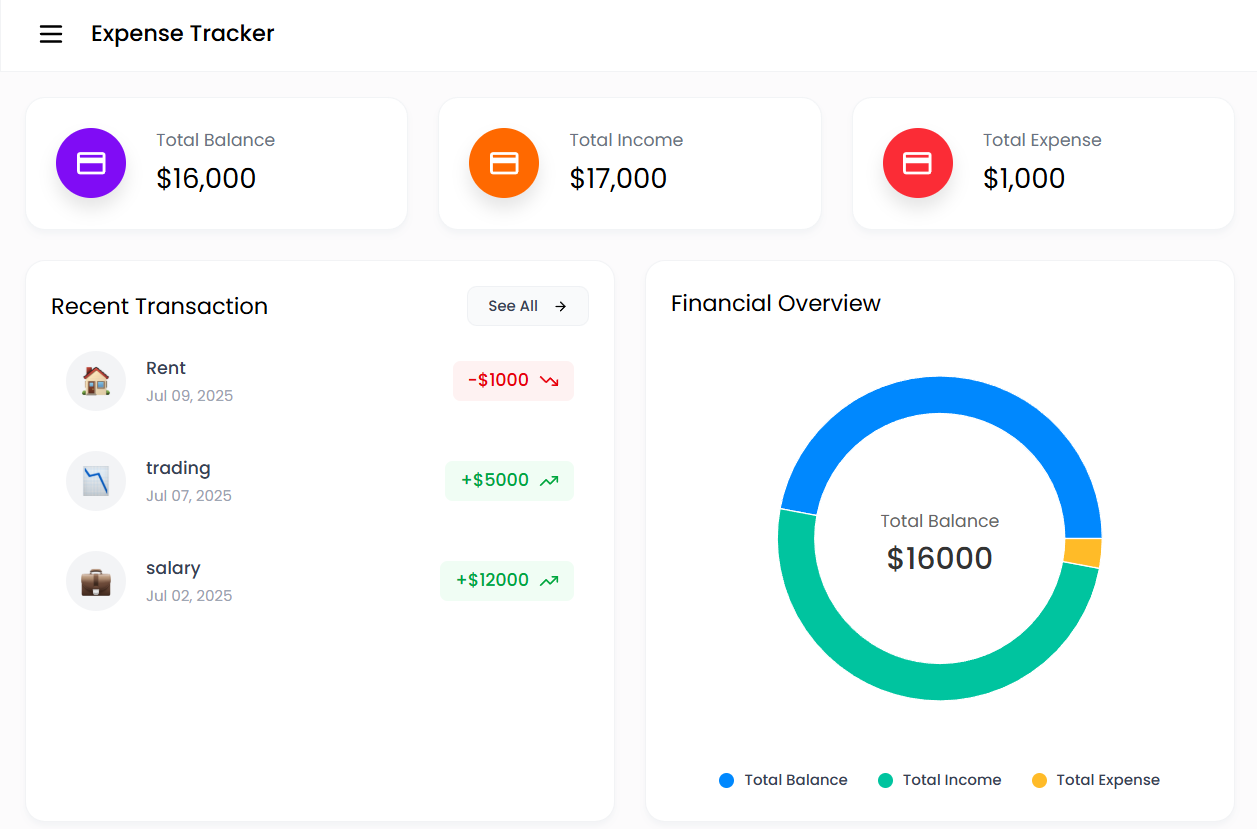 Expense Tracker
Total Balance
$16,000
Total Income
$17,000
Total Expense
$1,000
Recent Transaction
See All
Rent
Jul 09, 2025
-$1000
trading
Jul 07, 2025
+$5000
salary
Jul 02, 2025
+$12000
Financial Overview
Total Balance
$16000
Total Balance
Total Income
Total Expense